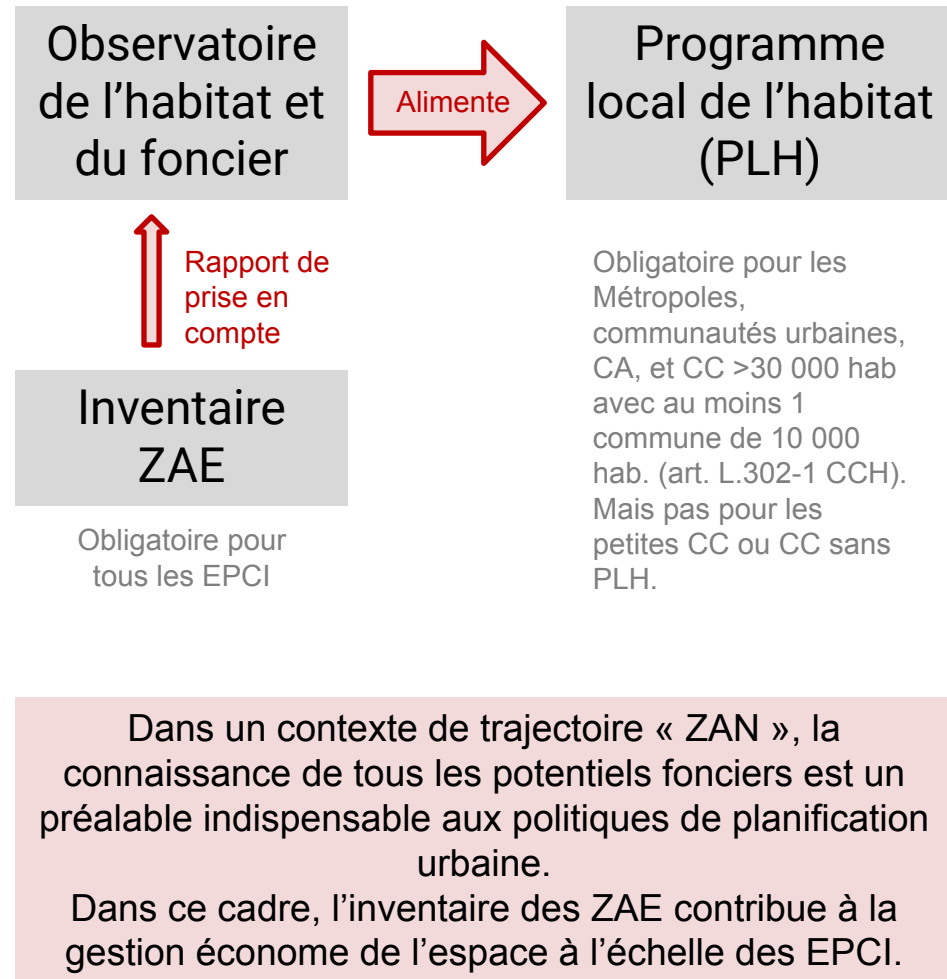 Observatoire
de l’habitat et
du foncier
Alimente
Programme
local de l’habitat
(PLH)
Rapport de
prise en
compte
Inventaire
ZAE
Obligatoire pour
tous les EPCI
Obligatoire pour les
Métropoles,
communautés urbaines,
CA, et CC >30 000 hab
avec au moins 1
commune de 10 000
hab. (art. L.302-1 CCH).
Mais pas pour les
petites CC ou CC sans
PLH.
Dans un contexte de trajectoire « ZAN », la
connaissance de tous les potentiels fonciers est un
préalable indispensable aux politiques de planification
urbaine.
Dans ce cadre, l’inventaire des ZAE contribue à la
gestion économe de l’espace à l’échelle des EPCI.